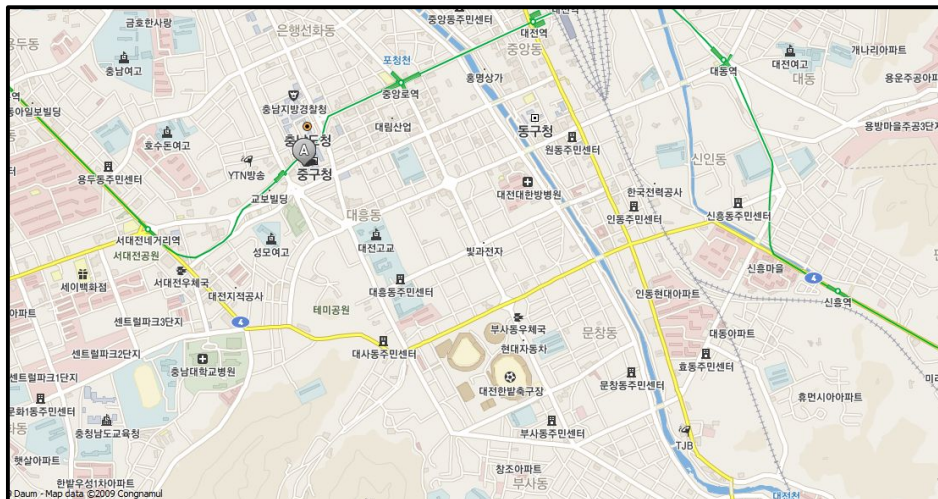 중앙동주민센터
대전역
대전역
금호한사랑
은행선화동
중앙동
용두동
충남여고
포청천
홍명상가
대동역
대전여고
대동
개나리아파트
용운주공아파
역
동아일보빌딩
충남지방경찰청
중앙로역
충남도청
대림산업
동구청
호수돈여고
원동주민센터
용방마을주공3단지
A
중구청
YTN방송
신인동
용두동주민센터
교보빌딩
대전대한방병원
한국전력공사
인동주민센터
신흥동주민센터
대흥동
서대전네거리역
서대전공원
성모여고
대전고교
빛과전자
세이백화점
서대전우체국
대전지적공사
대흥동주민센터
신흥마을
4
신흥역
인동현대아파트
아파트
센트럴파크3단지
4
테미공원
부사동우체국
문창동
대동아파트
센트럴파크2단지
대사동주민센터
현대자동차
충남대학교병원
효동주민센터
센트럴파크1단지
대전한밭축구장
문창동주민센터
휴먼시아아파트
미라
문화1동주민센터
충청남도교육청
부사동주민센터
TJB
햇살아파트
창조아파트
한밭우성1차아파트
부사동
대전천
Daum - Map data ©2009 Congnamul